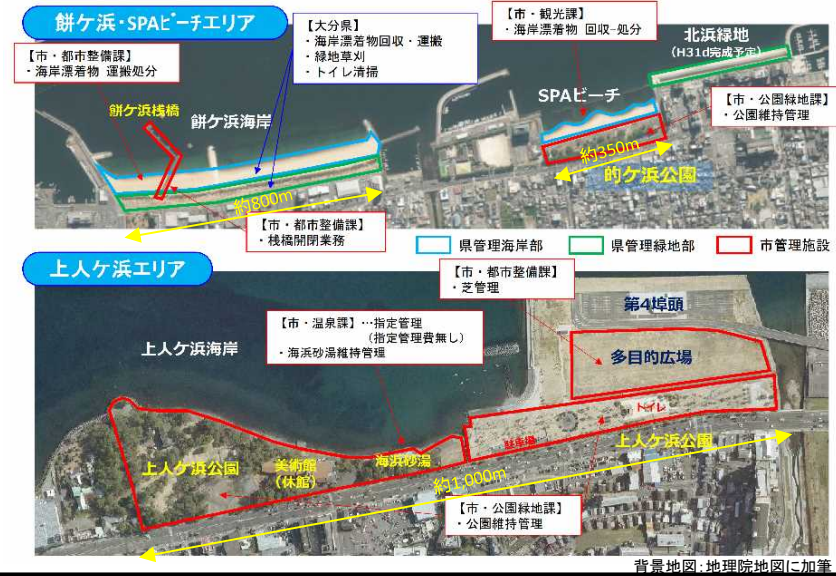 餅ケ浜・SPAビーチエリア
【市・都市整備課】
・海岸漂着物 運搬処分
【大分県】
・海岸漂着物回収・運搬
・緑地草刈
・トイレ清掃
【市・観光課】
・海岸漂着物 回収-処分
北浜緑地
(H31d完成予定)
餅ケ浜桟橋
餅ケ浜海岸
SPAビーチ
【市・公園緑地課】
・公園維持管理
約350m
的ケ浜公園
約800m
【市・都市整備課】
・桟橋開閉業務
県管理海岸部
県管理緑地部
市管理施設
上人ケ浜エリア
【市・都市整備課】
・芝管理
第4埠頭
【市・温泉課】…指定管理
(指定管理費無し)
・海浜砂湯維持管理
上人ケ浜海岸
多目的広場
トイレ
駐車場
上人ケ浜公園
上人ケ浜公園
美術館
(休館)
海浜砂湯
約1,000m
【市・公園緑地課】
・公園維持管理
背景地図:地理院地図に加筆